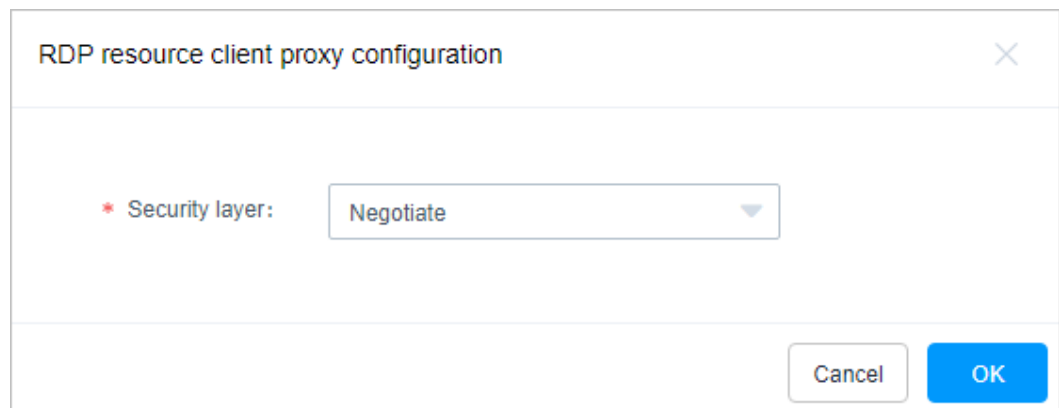 RDP resource client proxy configuration
* Security layer:
Negotiate
Cancel
OK